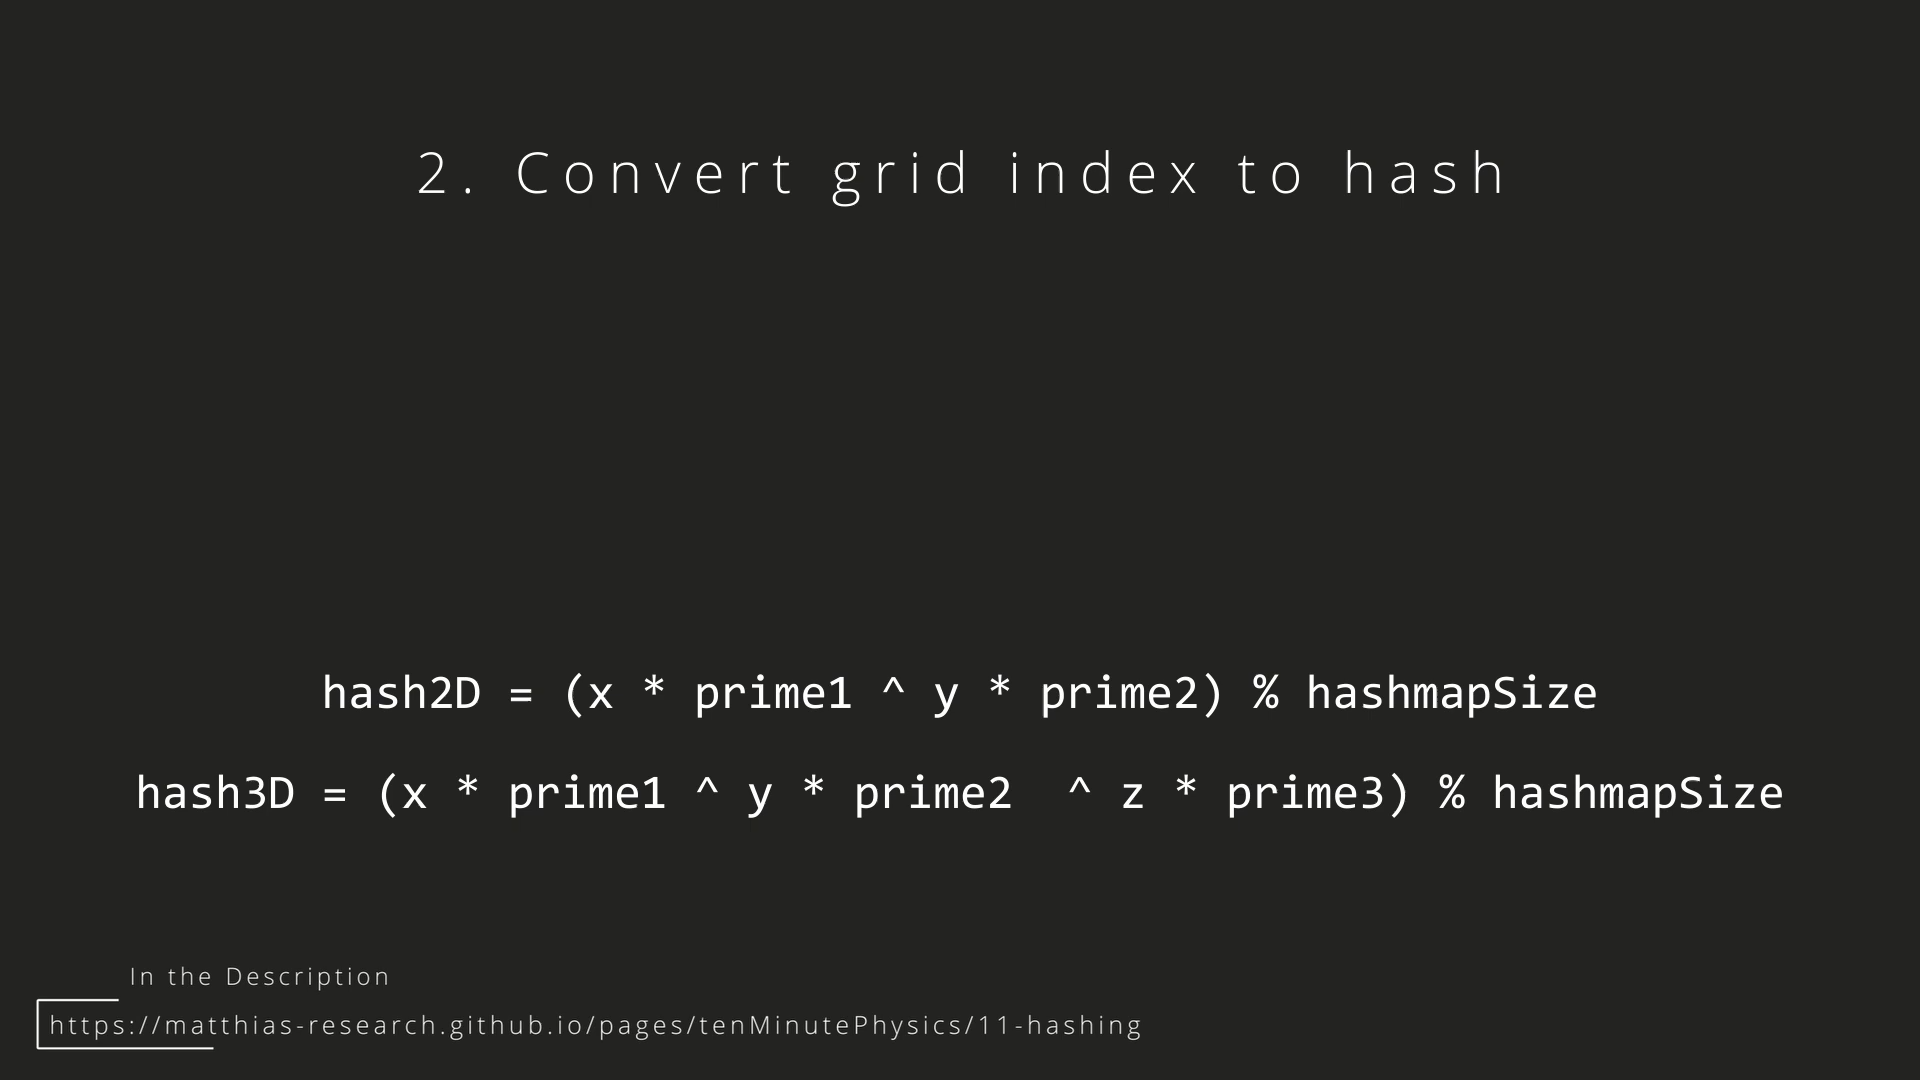 2. Convert grid index to hash
hash2D = (x * prime1 ^ y * prime2) % hashmapSize
hash3D = (x * prime1 ^ y * prime2  ^ z * prime3) % hashmapSize
In the Description
https://matthias-research.github.io/pages/tenMinutePhysics/11-hashing